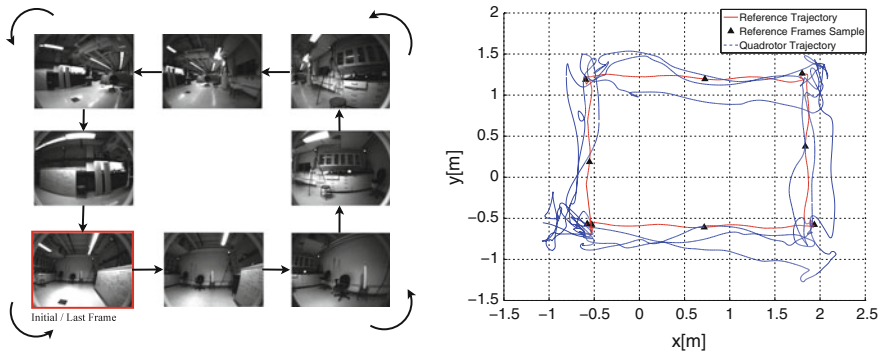 Initial / Last Frame
Reference Trajectory
Reference Frames Sample
Quadrotor Trajectory
2
1.5
1
0.5
0
−0.5
−1
−1.5
y[m]
−1.5 −1 −0.5 0 0.5 1 1.5 2 2.5
x[m]